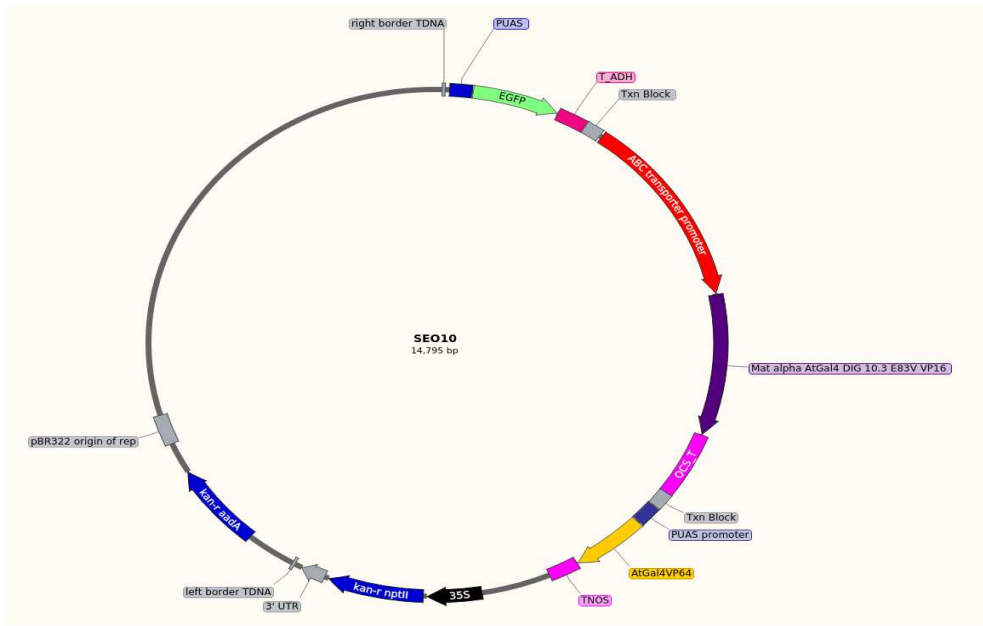 right border TDNA
PUAS
EGFP
T_ADH
Txn Block
ABC transporter promoter
SEO10
14,795 bp
Mat alpha AtGal4 DIG 10.3 E83V VP16
OCS_T
Txn Block
PUAS promoter
AtGal4VP64
TNOS
35S
kan-r nptII
3' UTR
left border TDNA
kan-r aadA
pBR322 origin of rep